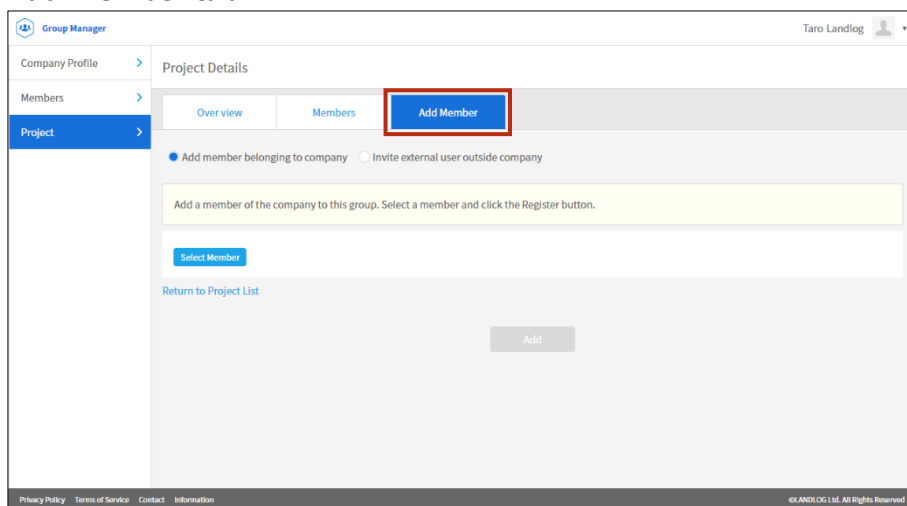 Group Manager
Taro Landlog
Company Profile
Members
Project
Project Details
Over view
Members
Add Member
Add member belonging to company
Invite external user outside company
Add a member of the company to this group. Select a member and click the Register button.
Select Member
Return to Project List
Add
Privacy Policy Terms of Service Contact Information
©LANDLOG Ltd. All Rights Reserved